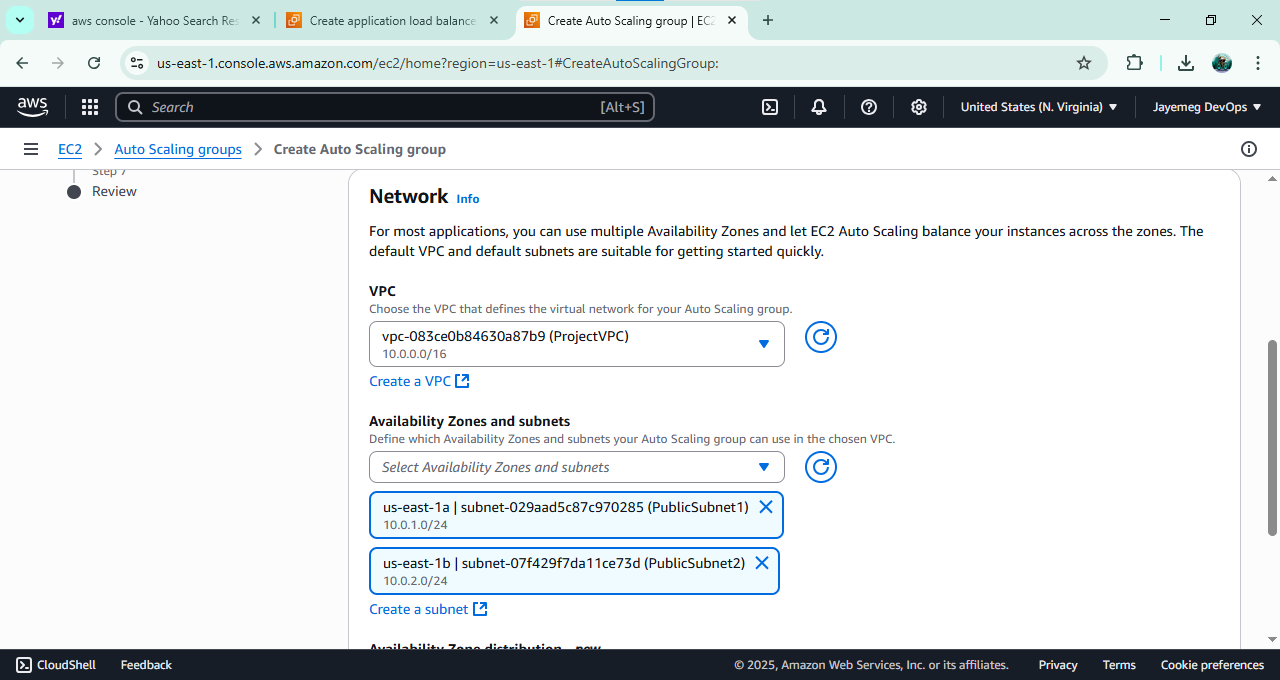 aws console - Yahoo Search Res
Create application load balance
Create Auto Scaling group | EC2
us-east-1.console.aws.amazon.com/ec2/home?region=us-east-1#CreateAutoScalingGroup:
aws
Search
[Alt+S]
United States (N. Virginia)
Jayemeg DevOps
EC2
Auto Scaling groups
Create Auto Scaling group
Step 7
Review
Network Info
For most applications, you can use multiple Availability Zones and let EC2 Auto Scaling balance your instances across the zones. The
default VPC and default subnets are suitable for getting started quickly.
VPC
Choose the VPC that defines the virtual network for your Auto Scaling group.
vpc-083ce0b84630a87b9 (ProjectVPC)
10.0.0.0/16
Create a VPC
Availability Zones and subnets
Define which Availability Zones and subnets your Auto Scaling group can use in the chosen VPC.
Select Availability Zones and subnets
us-east-1a | subnet-029aad5c87c970285 (PublicSubnet1)
10.0.1.0/24
us-east-1b | subnet-07f429f7da11ce73d (PublicSubnet2)
10.0.2.0/24
Create a subnet
Availability Zone distribution - new
CloudShell
Feedback
© 2025, Amazon Web Services, Inc. or its affiliates.
Privacy
Terms
Cookie preferences